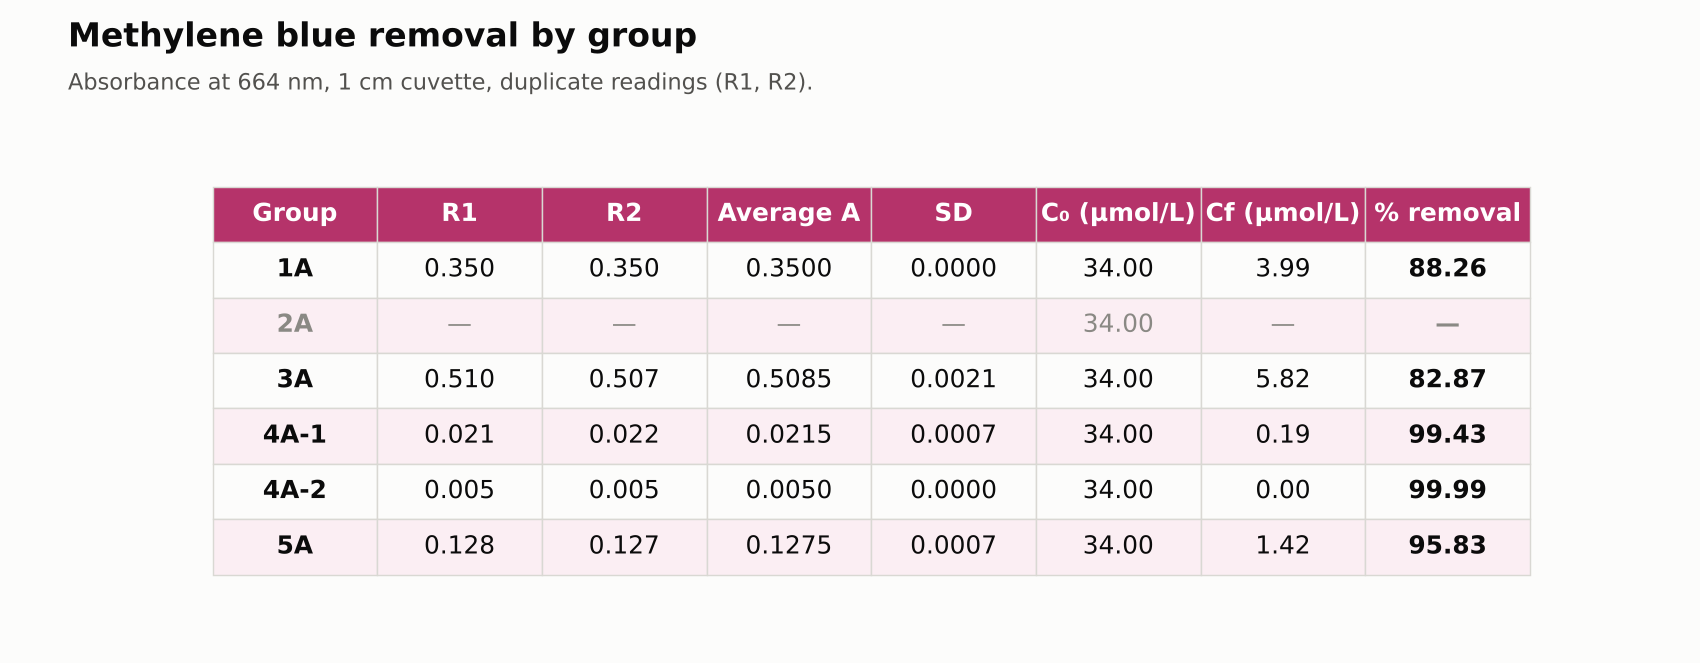 Methylene blue removal by group
Absorbance at 664 nm, 1 cm cuvette, duplicate readings (R1, R2).
Group R1 R2 Average A SD C₀ (µmol/L) Cf (µmol/L) % removal
1A 0.350 0.350 0.3500 0.0000 34.00 3.99 88.26
2A — — — — 34.00 — —
3A 0.510 0.507 0.5085 0.0021 34.00 5.82 82.87
4A-1 0.021 0.022 0.0215 0.0007 34.00 0.19 99.43
4A-2 0.005 0.005 0.0050 0.0000 34.00 0.00 99.99
5A 0.128 0.127 0.1275 0.0007 34.00 1.42 95.83